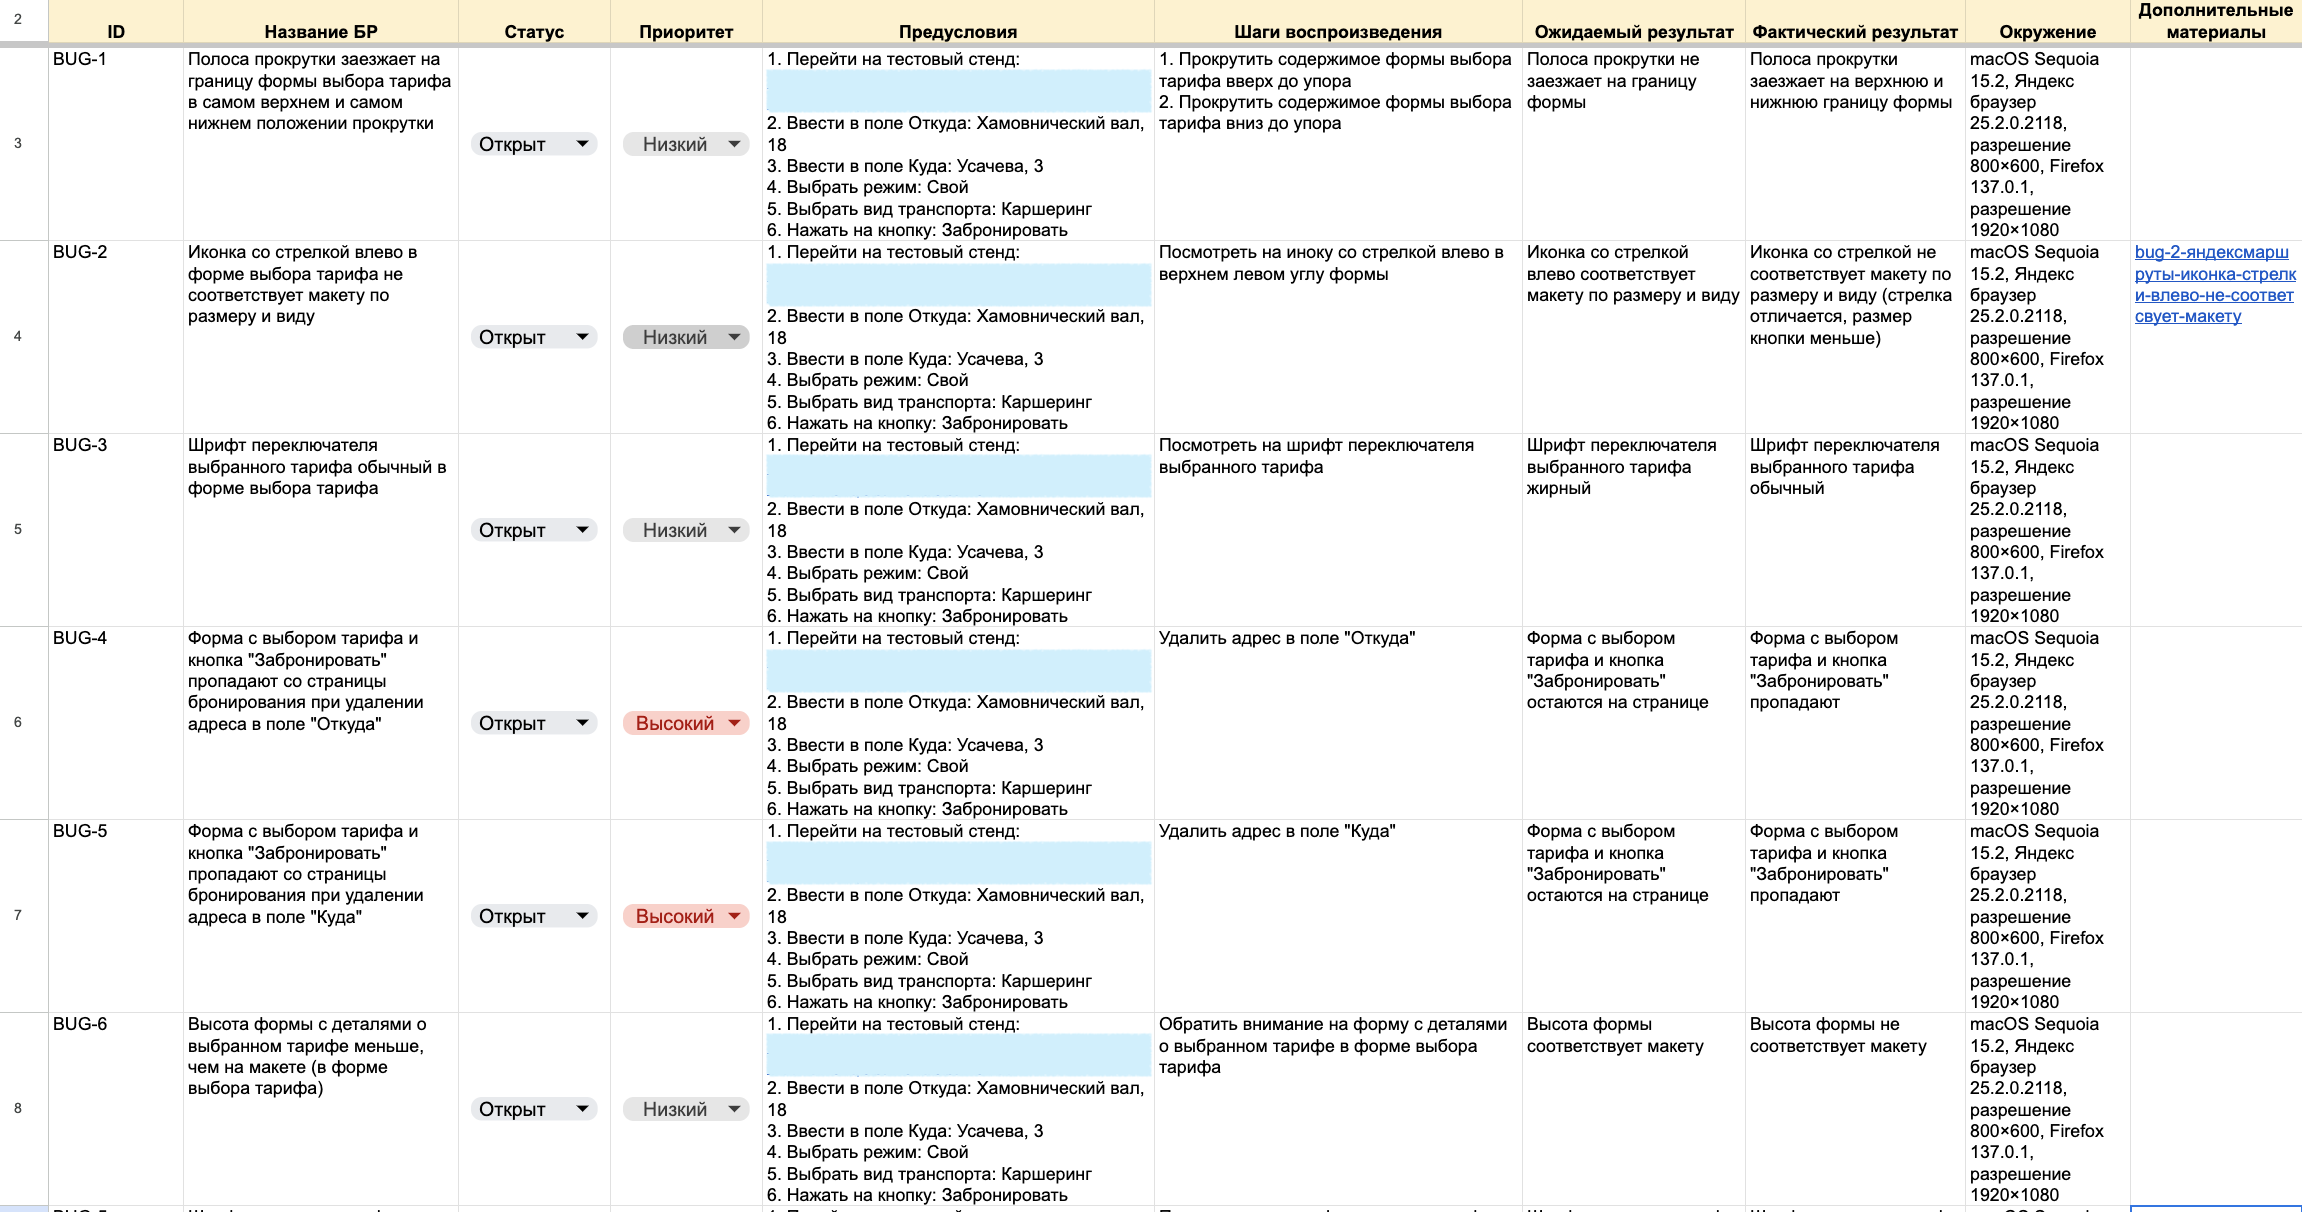 2
ID
Название БР
Статус
Приоритет
Предусловия
Шаги воспроизведения
Ожидаемый результат
Фактический результат
Окружение
Дополнительные
материалы
3
BUG-1
Полоса прокрутки заезжает на
границу формы выбора тарифа
в самом верхнем и самом
нижнем положении прокрутки
Открыт
Низкий
1. Перейти на тестовый стенд:
2. Ввести в поле Откуда: Хамовнический вал,
18
3. Ввести в поле Куда: Усачева, 3
4. Выбрать режим: Свой
5. Выбрать вид транспорта: Каршеринг
6. Нажать на кнопку: Забронировать
1. Прокрутить содержимое формы выбора
тарифа вверх до упора
2. Прокрутить содержимое формы выбора
тарифа вниз до упора
Полоса прокрутки не
заезжает на границу
формы
Полоса прокрутки
заезжает на верхнюю и
нижнюю границу формы
macOS Sequoia
15.2, Яндекс
браузер
25.2.0.2118,
разрешение
800×600, Firefox
137.0.1,
разрешение
1920×1080
4
BUG-2
Иконка со стрелкой влево в
форме выбора тарифа не
соответствует макету по
размеру и виду
Открыт
Низкий
1. Перейти на тестовый стенд:
2. Ввести в поле Откуда: Хамовнический вал,
18
3. Ввести в поле Куда: Усачева, 3
4. Выбрать режим: Свой
5. Выбрать вид транспорта: Каршеринг
6. Нажать на кнопку: Забронировать
Посмотреть на иноку со стрелкой влево в
верхнем левом углу формы
Иконка со стрелкой
влево соответствует
макету по размеру и виду
Иконка со стрелкой не
соответствует макету по
размеру и виду (стрелка
отличается, размер
кнопки меньше)
macOS Sequoia
15.2, Яндекс
браузер
25.2.0.2118,
разрешение
800×600, Firefox
137.0.1,
разрешение
1920×1080
bug-2-яндексмарш
руты-иконка-стрелк
и-влево-не-соответ
свует-макету
5
BUG-3
Шрифт переключателя
выбранного тарифа обычный в
форме выбора тарифа
Открыт
Низкий
1. Перейти на тестовый стенд:
2. Ввести в поле Откуда: Хамовнический вал,
18
3. Ввести в поле Куда: Усачева, 3
4. Выбрать режим: Свой
5. Выбрать вид транспорта: Каршеринг
6. Нажать на кнопку: Забронировать
Посмотреть на шрифт переключателя
выбранного тарифа
Шрифт переключателя
выбранного тарифа
жирный
Шрифт переключателя
выбранного тарифа
обычный
macOS Sequoia
15.2, Яндекс
браузер
25.2.0.2118,
разрешение
800×600, Firefox
137.0.1,
разрешение
1920×1080
6
BUG-4
Форма с выбором тарифа и
кнопка "Забронировать"
пропадают со страницы
бронирования при удалении
адреса в поле "Откуда"
Открыт
Высокий
1. Перейти на тестовый стенд:
2. Ввести в поле Откуда: Хамовнический вал,
18
3. Ввести в поле Куда: Усачева, 3
4. Выбрать режим: Свой
5. Выбрать вид транспорта: Каршеринг
6. Нажать на кнопку: Забронировать
Удалить адрес в поле "Откуда"
Форма с выбором
тарифа и кнопка
"Забронировать"
остаются на странице
Форма с выбором
тарифа и кнопка
"Забронировать"
пропадают
macOS Sequoia
15.2, Яндекс
браузер
25.2.0.2118,
разрешение
800×600, Firefox
137.0.1,
разрешение
1920×1080
7
BUG-5
Форма с выбором тарифа и
кнопка "Забронировать"
пропадают со страницы
бронирования при удалении
адреса в поле "Куда"
Открыт
Высокий
1. Перейти на тестовый стенд:
2. Ввести в поле Откуда: Хамовнический вал,
18
3. Ввести в поле Куда: Усачева, 3
4. Выбрать режим: Свой
5. Выбрать вид транспорта: Каршеринг
6. Нажать на кнопку: Забронировать
Удалить адрес в поле "Куда"
Форма с выбором
тарифа и кнопка
"Забронировать"
остаются на странице
Форма с выбором
тарифа и кнопка
"Забронировать"
пропадают
macOS Sequoia
15.2, Яндекс
браузер
25.2.0.2118,
разрешение
800×600, Firefox
137.0.1,
разрешение
1920×1080
8
BUG-6
Высота формы с деталями о
выбранном тарифе меньше,
чем на макете (в форме
выбора тарифа)
Открыт
Низкий
1. Перейти на тестовый стенд:
2. Ввести в поле Откуда: Хамовнический вал,
18
3. Ввести в поле Куда: Усачева, 3
4. Выбрать режим: Свой
5. Выбрать вид транспорта: Каршеринг
6. Нажать на кнопку: Забронировать
Обратить внимание на форму с деталями
о выбранном тарифе в форме выбора
тарифа
Высота формы
соответствует макету
Высота формы не
соответствует макету
macOS Sequoia
15.2, Яндекс
браузер
25.2.0.2118,
разрешение
800×600, Firefox
137.0.1,
разрешение
1920×1080